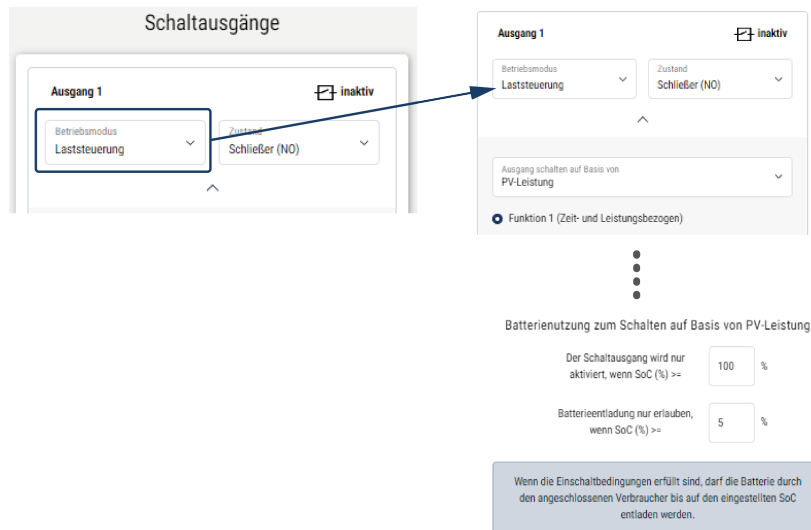 Schaltausgänge
Ausgang 1
inaktiv
Betriebsmodus
Laststeuerung
Zustand
Schließer (NO)
Ausgang 1
inaktiv
Betriebsmodus
Laststeuerung
Zustand
Schließer (NO)
Ausgang schalten auf Basis von
PV-Leistung
Funktion 1 (Zeit- und Leistungsbezogen)
Batterienutzung zum Schalten auf Basis von PV-Leistung
Der Schaltausgang wird nur
aktiviert, wenn SoC (%) >=
100 %
Batterieentladung nur erlauben,
wenn SoC (%) >=
5 %
Wenn die Einschaltbedingungen erfüllt sind, darf die Batterie durch
den angeschlossenen Verbraucher bis auf den eingestellten SoC
entladen werden.